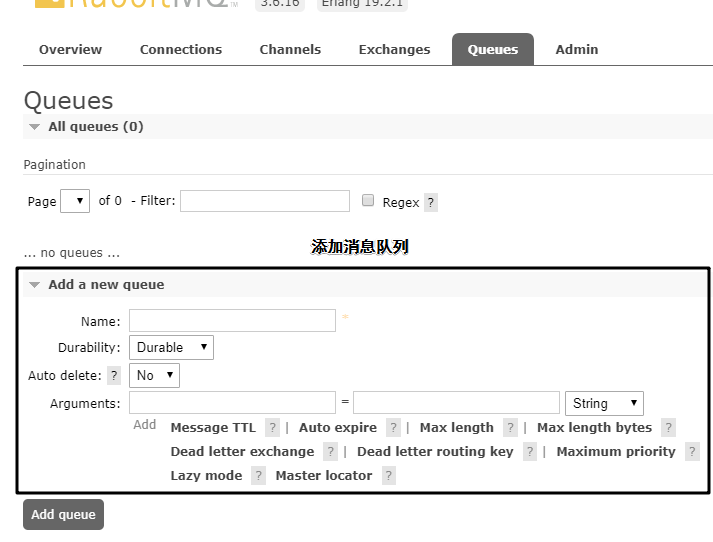 RabbitMQ™ 3.6.16 Erlang 19.2.1
Overview Connections Channels Exchanges Queues Admin
Queues
All queues (0)
Pagination
Page of 0 - Filter: Regex ?
... no queues ...
添加消息队列
Add a new queue
Name: *
Durability: Durable
Auto delete: ? No
Arguments: = String
Add Message TTL ? | Auto expire ? | Max length ? | Max length bytes ?
Dead letter exchange ? | Dead letter routing key ? | Maximum priority ?
Lazy mode ? Master locator ?
Add queue